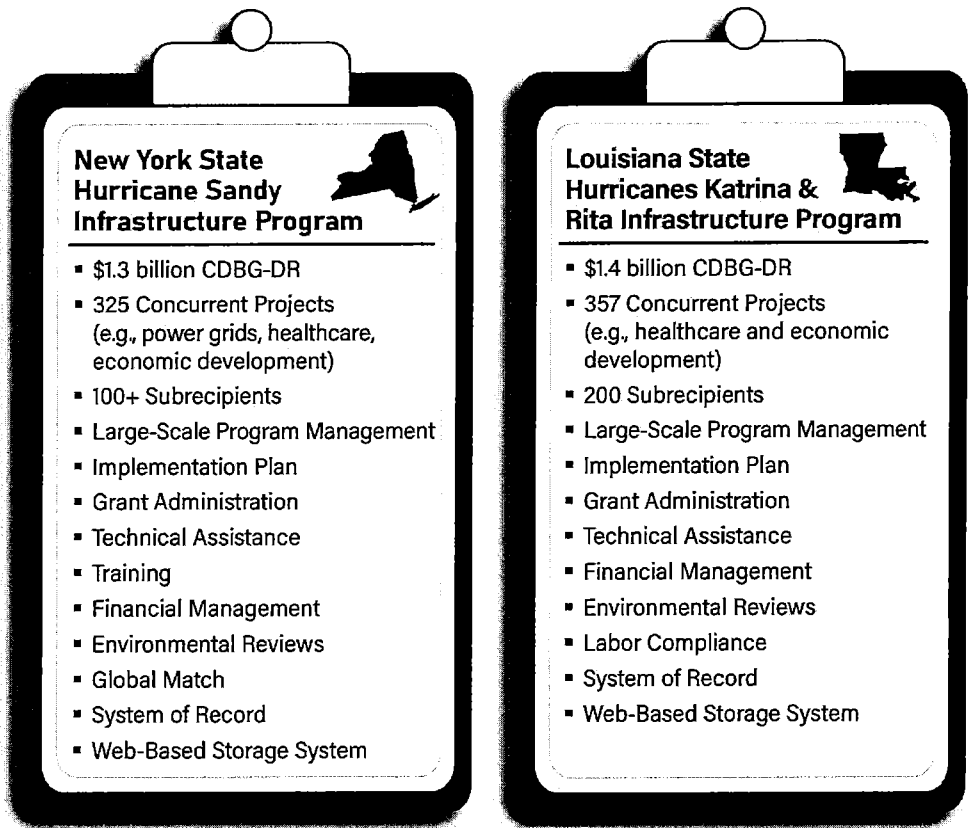 New York State
Hurricane Sandy
Infrastructure Program
▪ $1.3 billion CDBG-DR
▪ 325 Concurrent Projects
(e.g., power grids, healthcare,
economic development)
▪ 100+ Subrecipients
▪ Large-Scale Program Management
▪ Implementation Plan
▪ Grant Administration
▪ Technical Assistance
▪ Training
▪ Financial Management
▪ Environmental Reviews
▪ Global Match
▪ System of Record
▪ Web-Based Storage System
Louisiana State
Hurricanes Katrina &
Rita Infrastructure Program
▪ $1.4 billion CDBG-DR
▪ 357 Concurrent Projects
(e.g., healthcare and economic
development)
▪ 200 Subrecipients
▪ Large-Scale Program Management
▪ Implementation Plan
▪ Grant Administration
▪ Technical Assistance
▪ Financial Management
▪ Environmental Reviews
▪ Labor Compliance
▪ System of Record
▪ Web-Based Storage System